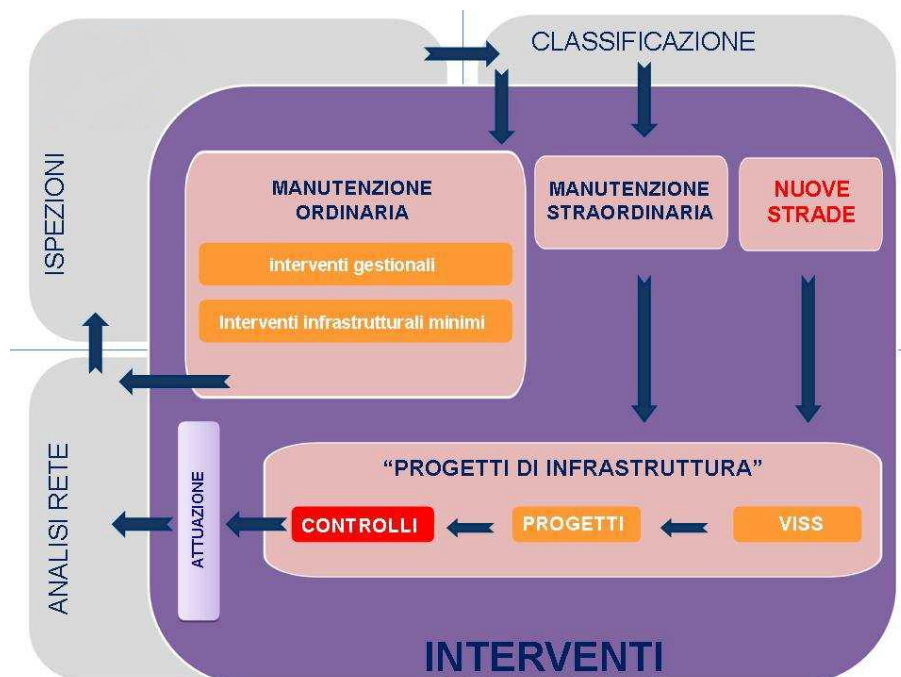 CLASSIFICAZIONE
ISPEZIONI
MANUTENZIONE
ORDINARIA
interventi gestionali
Interventi infrastrutturali minimi
MANUTENZIONE
STRAORDINARIA
NUOVE
STRADE
ANALISI RETE
ATTUAZIONE
“PROGETTI DI INFRASTRUTTURA”
CONTROLLI
PROGETTI
VISS
INTERVENTI